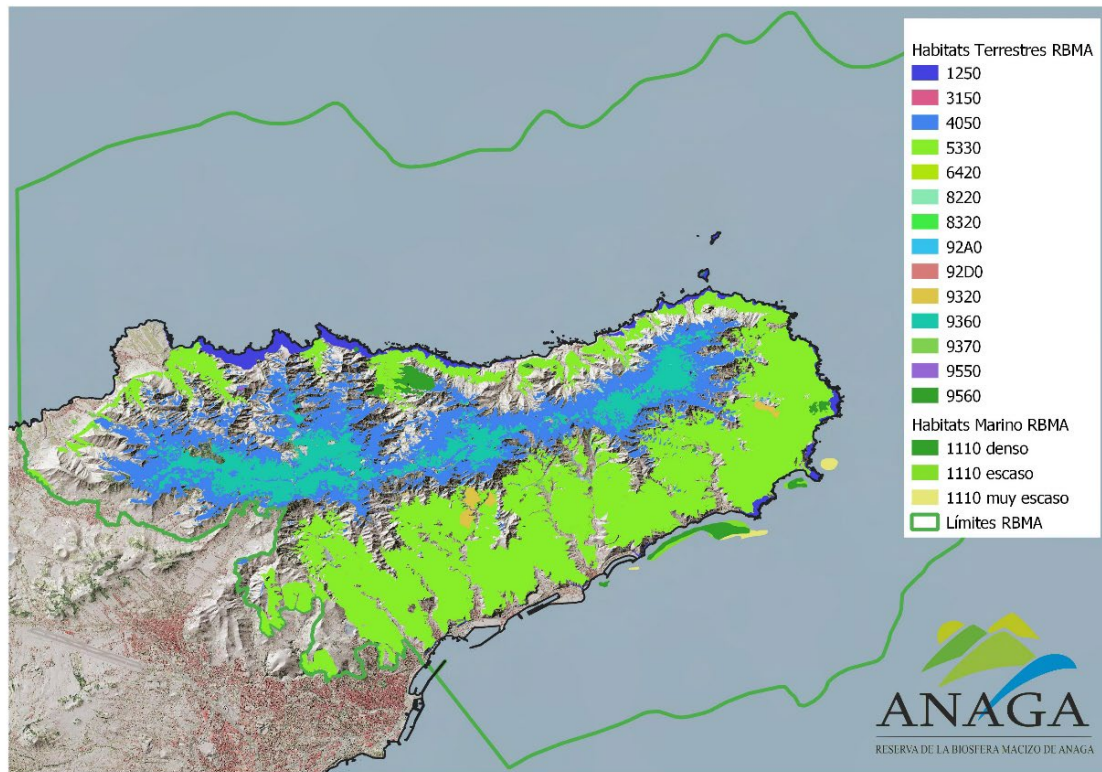 Habitats Terrestres RBMA
1250
3150
4050
5330
6420
8220
8320
92A0
92D0
9320
9360
9370
9550
9560
Habitats Marino RBMA
1110 denso
1110 escaso
1110 muy escaso
Límites RBMA
ANAGA
RESERVA DE LA BIOSFERA MACIZO DE ANAGA